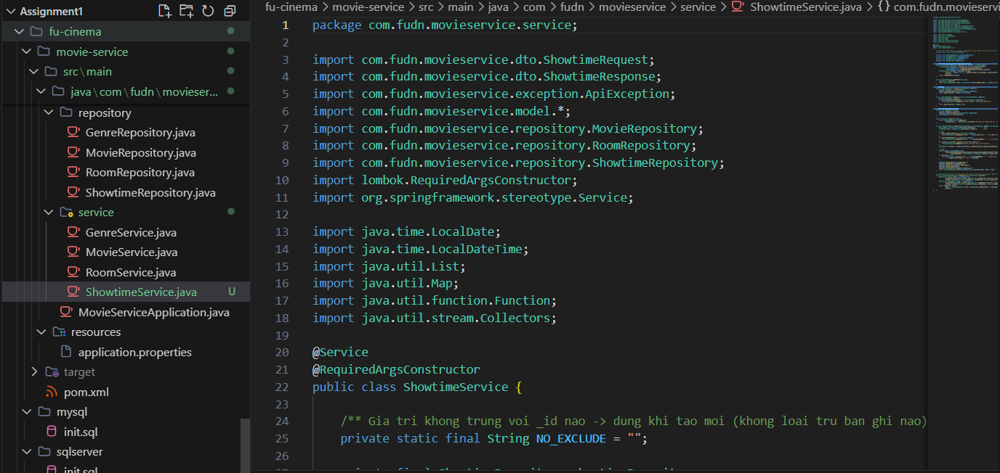 Assignment1
fu-cinema
movie-service
src\main
java\com\fudn\movieser...
repository
GenreRepository.java
MovieRepository.java
RoomRepository.java
ShowtimeRepository.java
service
GenreService.java
MovieService.java
RoomService.java
ShowtimeService.java U
MovieServiceApplication.java
resources
application.properties
target
pom.xml
mysql
init.sql
sqlserver
init.sql
fu-cinema > movie-service > src > main > java > com > fudn > movieservice > service > ShowtimeService.java > {} com.fudn.movieservi
1 package com.fudn.movieservice.service;
2
3 import com.fudn.movieservice.dto.ShowtimeRequest;
4 import com.fudn.movieservice.dto.ShowtimeResponse;
5 import com.fudn.movieservice.exception.ApiException;
6 import com.fudn.movieservice.model.*;
7 import com.fudn.movieservice.repository.MovieRepository;
8 import com.fudn.movieservice.repository.RoomRepository;
9 import com.fudn.movieservice.repository.ShowtimeRepository;
10 import lombok.RequiredArgsConstructor;
11 import org.springframework.stereotype.Service;
12
13 import java.time.LocalDate;
14 import java.time.LocalDateTime;
15 import java.util.List;
16 import java.util.Map;
17 import java.util.function.Function;
18 import java.util.stream.Collectors;
19
20 @Service
21 @RequiredArgsConstructor
22 public class ShowtimeService {
23
24 /** Gia tri khong trung voi _id nao -> dung khi tao moi (khong loai tru ban ghi nao)
25 private static final String NO_EXCLUDE = "";
26